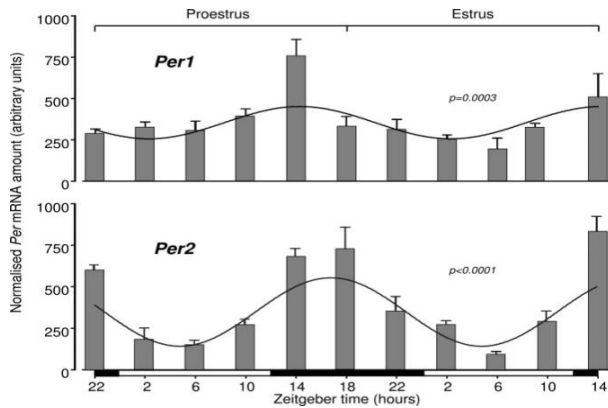 Proestrus Estrus
1000
750
500
250
0
Per1
p=0.0003
Normalised Per mRNA amount (arbitrary units)
1000
750
500
250
0
Per2
p<0.0001
22 2 6 10 14 18 22 2 6 10 14
Zeitgeber time (hours)